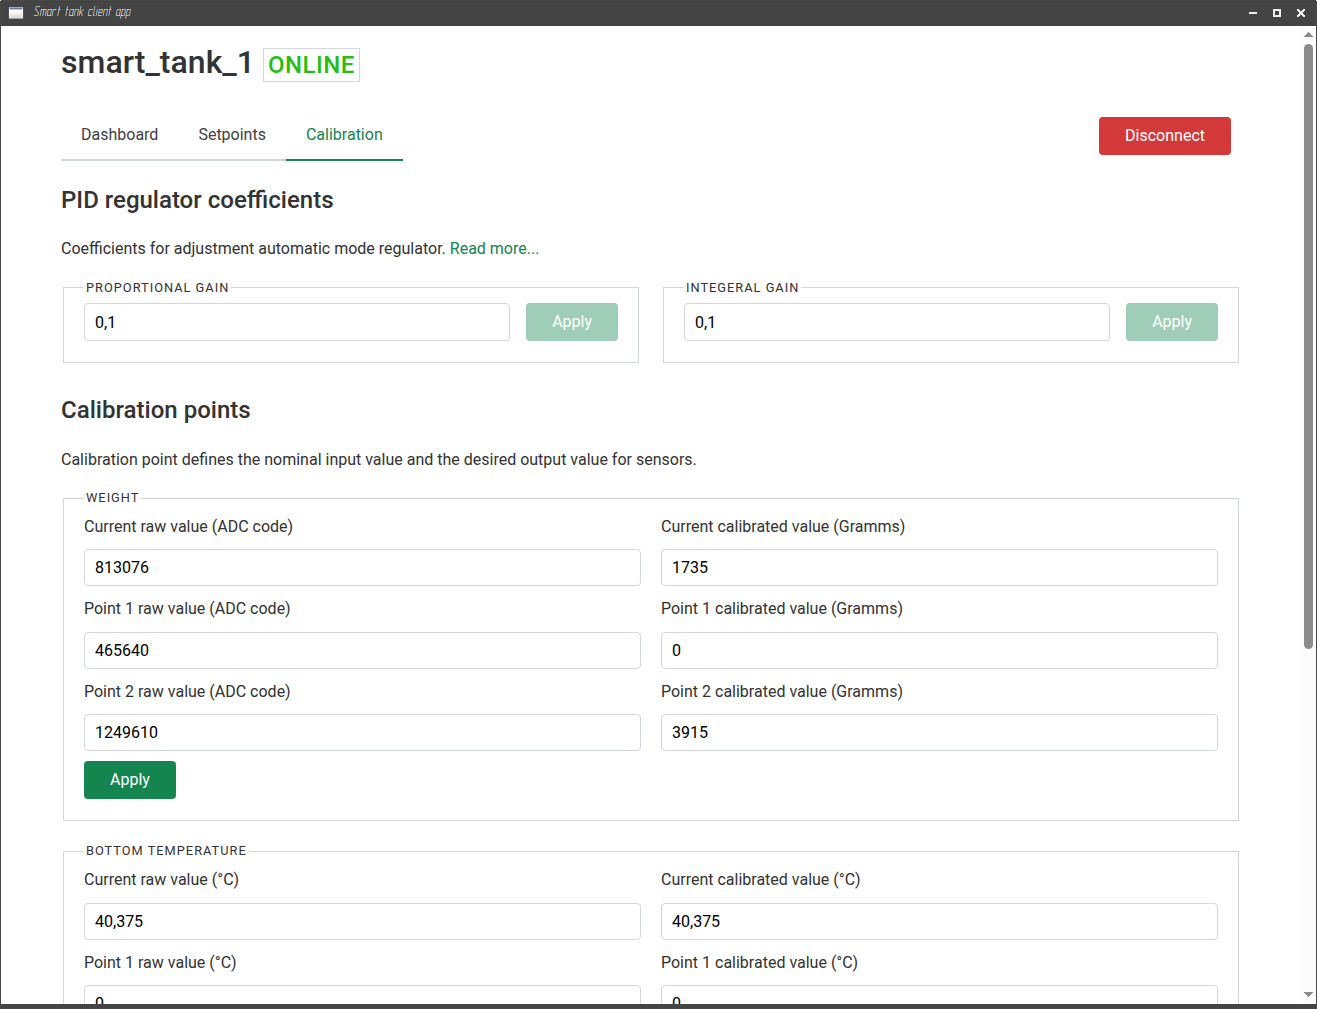 Smart tank client app
smart_tank_1 ONLINE
Dashboard Setpoints Calibration Disconnect
PID regulator coefficients
Coefficients for adjustment automatic mode regulator. Read more...
PROPORTIONAL GAIN INTEGERAL GAIN
0,1 Apply 0,1 Apply
Calibration points
Calibration point defines the nominal input value and the desired output value for sensors.
WEIGHT
Current raw value (ADC code) Current calibrated value (Gramms)
813076 1735
Point 1 raw value (ADC code) Point 1 calibrated value (Gramms)
465640 0
Point 2 raw value (ADC code) Point 2 calibrated value (Gramms)
1249610 3915
Apply
BOTTOM TEMPERATURE
Current raw value (°C) Current calibrated value (°C)
40,375 40,375
Point 1 raw value (°C) Point 1 calibrated value (°C)
0 0